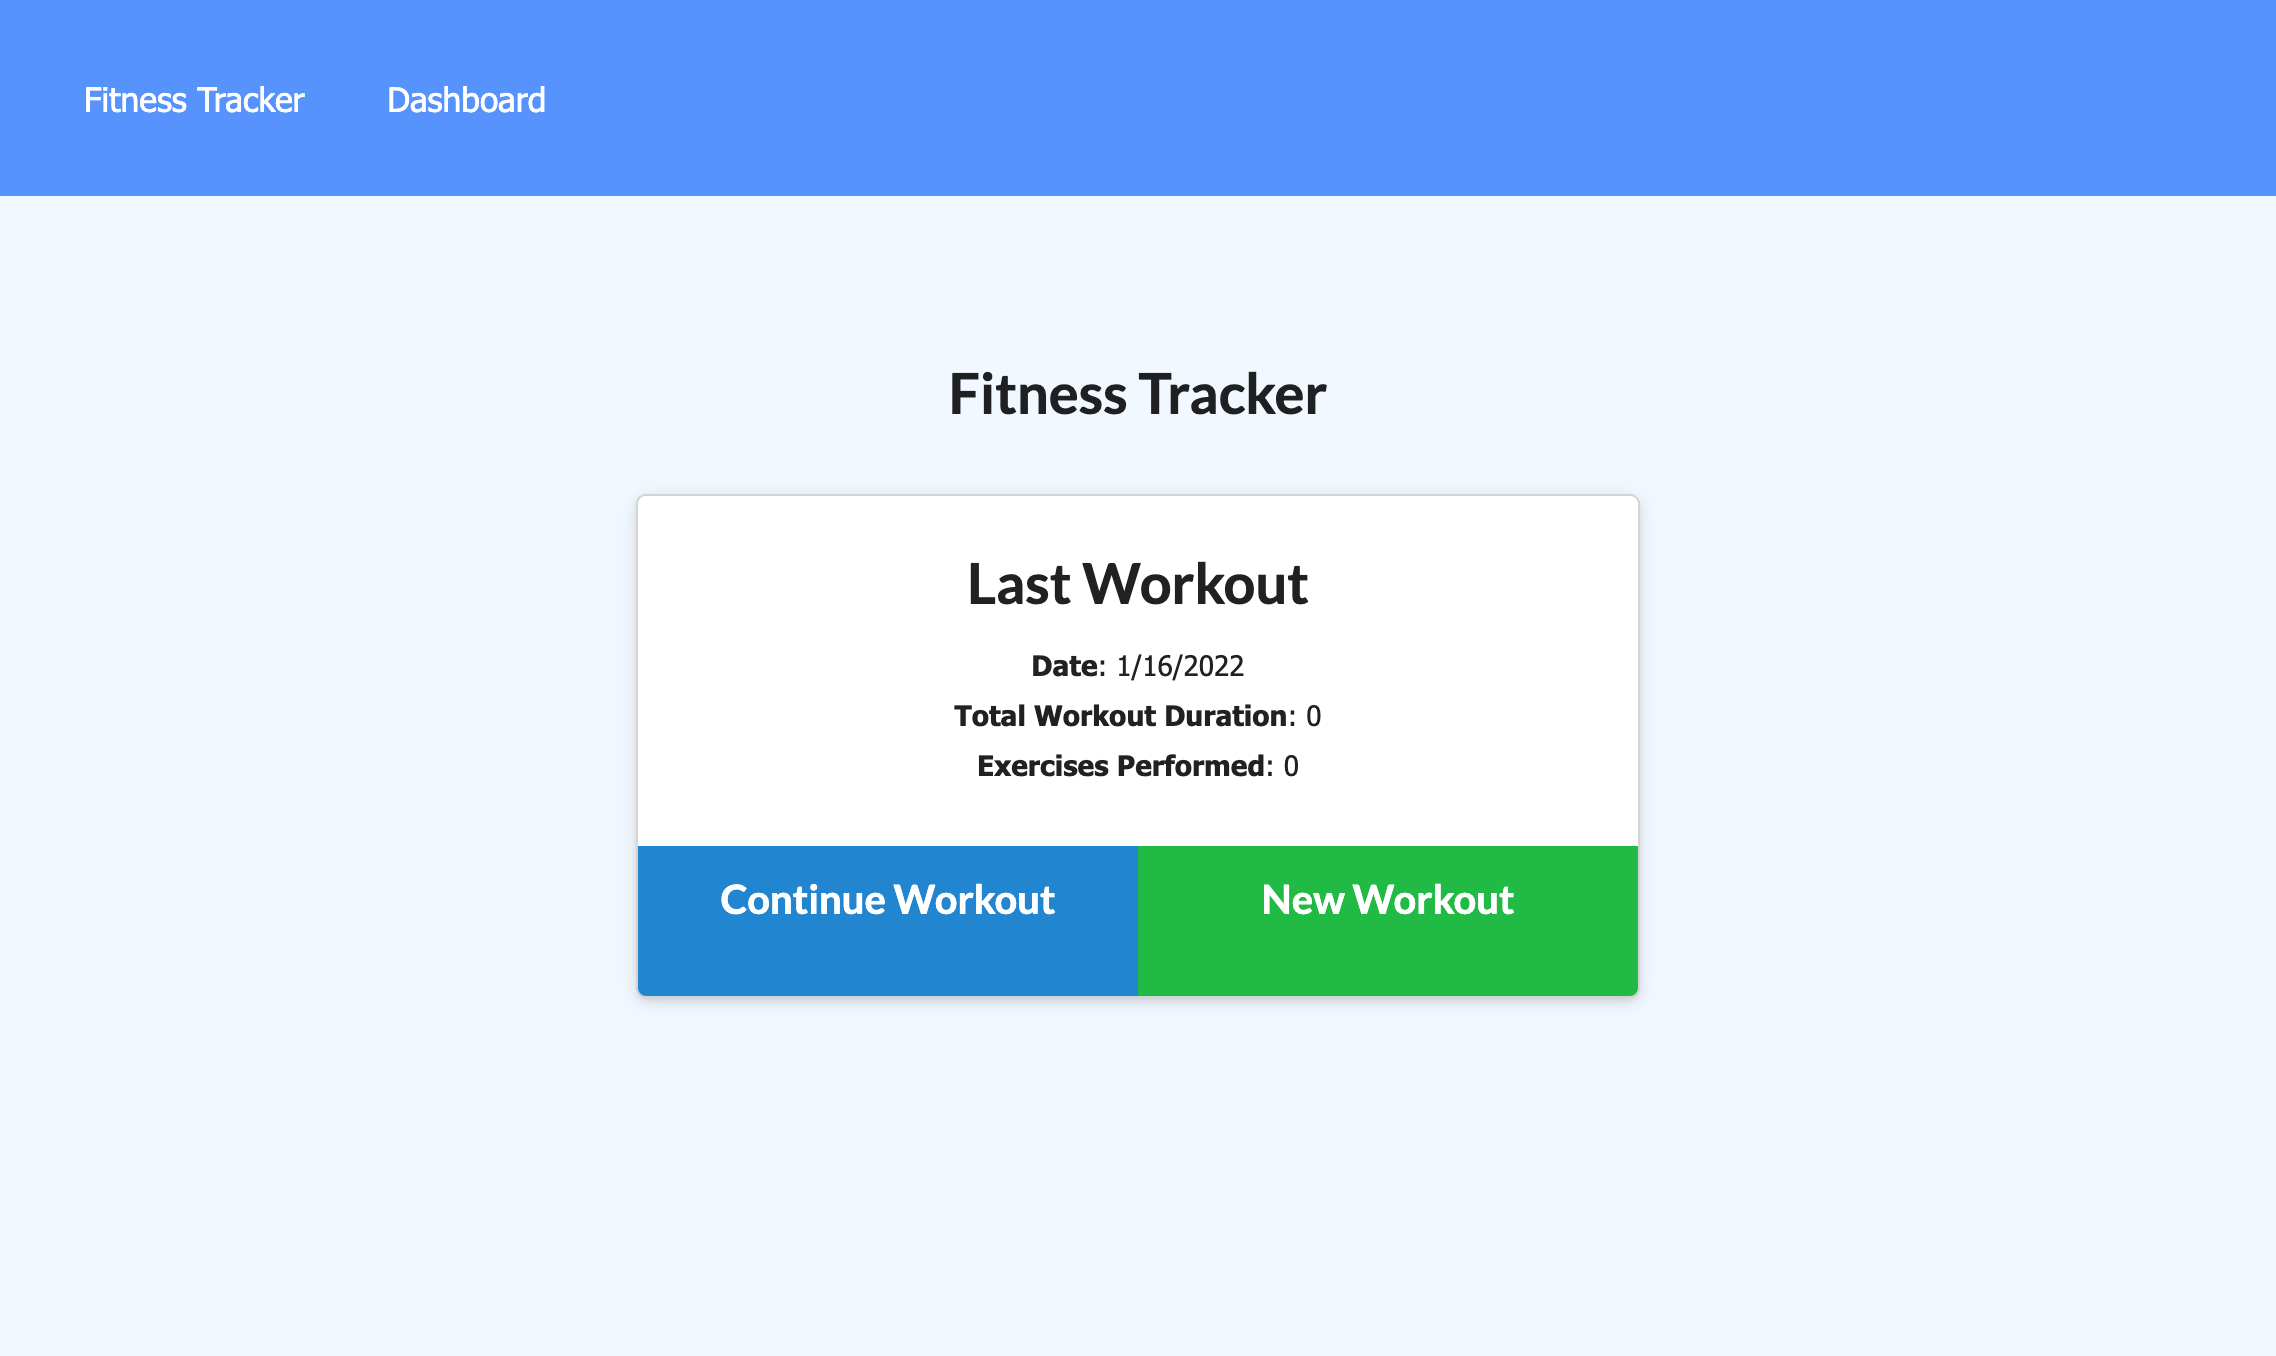 Fitness Tracker Dashboard
Fitness Tracker
Last Workout
Date: 1/16/2022
Total Workout Duration: 0
Exercises Performed: 0
Continue Workout New Workout